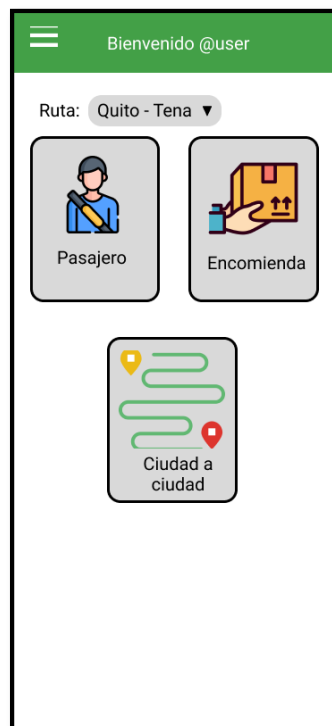 Bienvenido @user
Ruta: Quito - Tena ▼
Pasajero
Encomienda
Ciudad a
ciudad